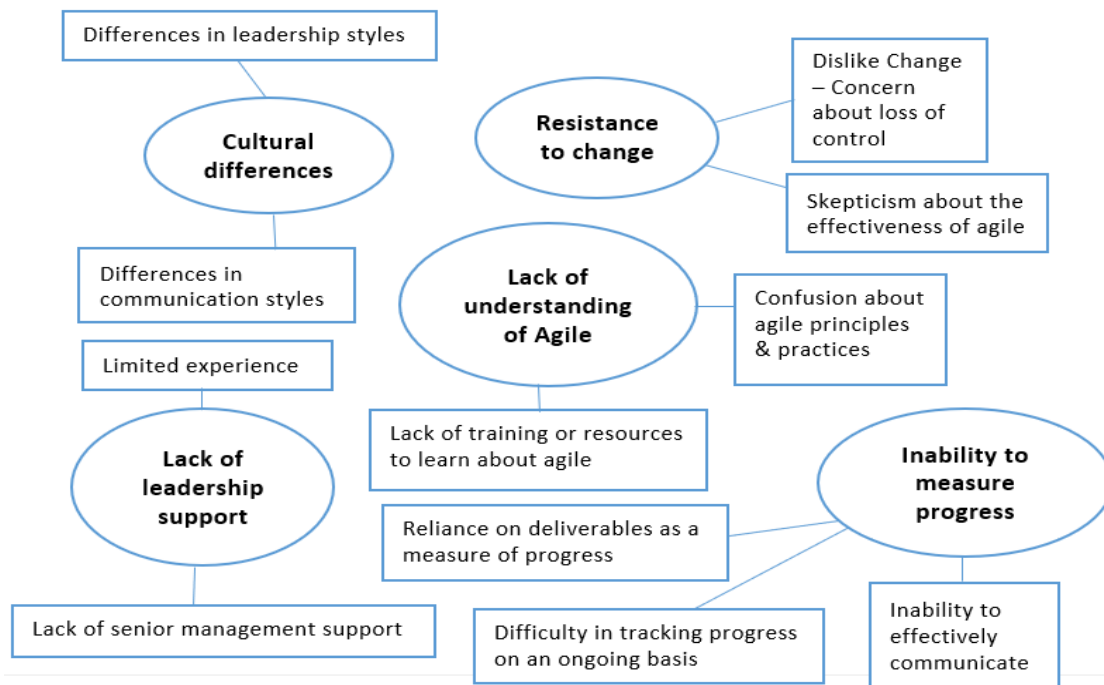 Differences in leadership styles
Cultural
differences
Differences in
communication styles
Resistance
to change
Dislike Change
– Concern
about loss of
control
Skepticism about the
effectiveness of agile
Lack of
understanding
of Agile
Confusion about
agile principles
& practices
Lack of training or resources
to learn about agile
Limited experience
Lack of
leadership
support
Lack of senior management support
Inability to
measure
progress
Reliance on deliverables as a
measure of progress
Difficulty in tracking progress
on an ongoing basis
Inability to
effectively
communicate